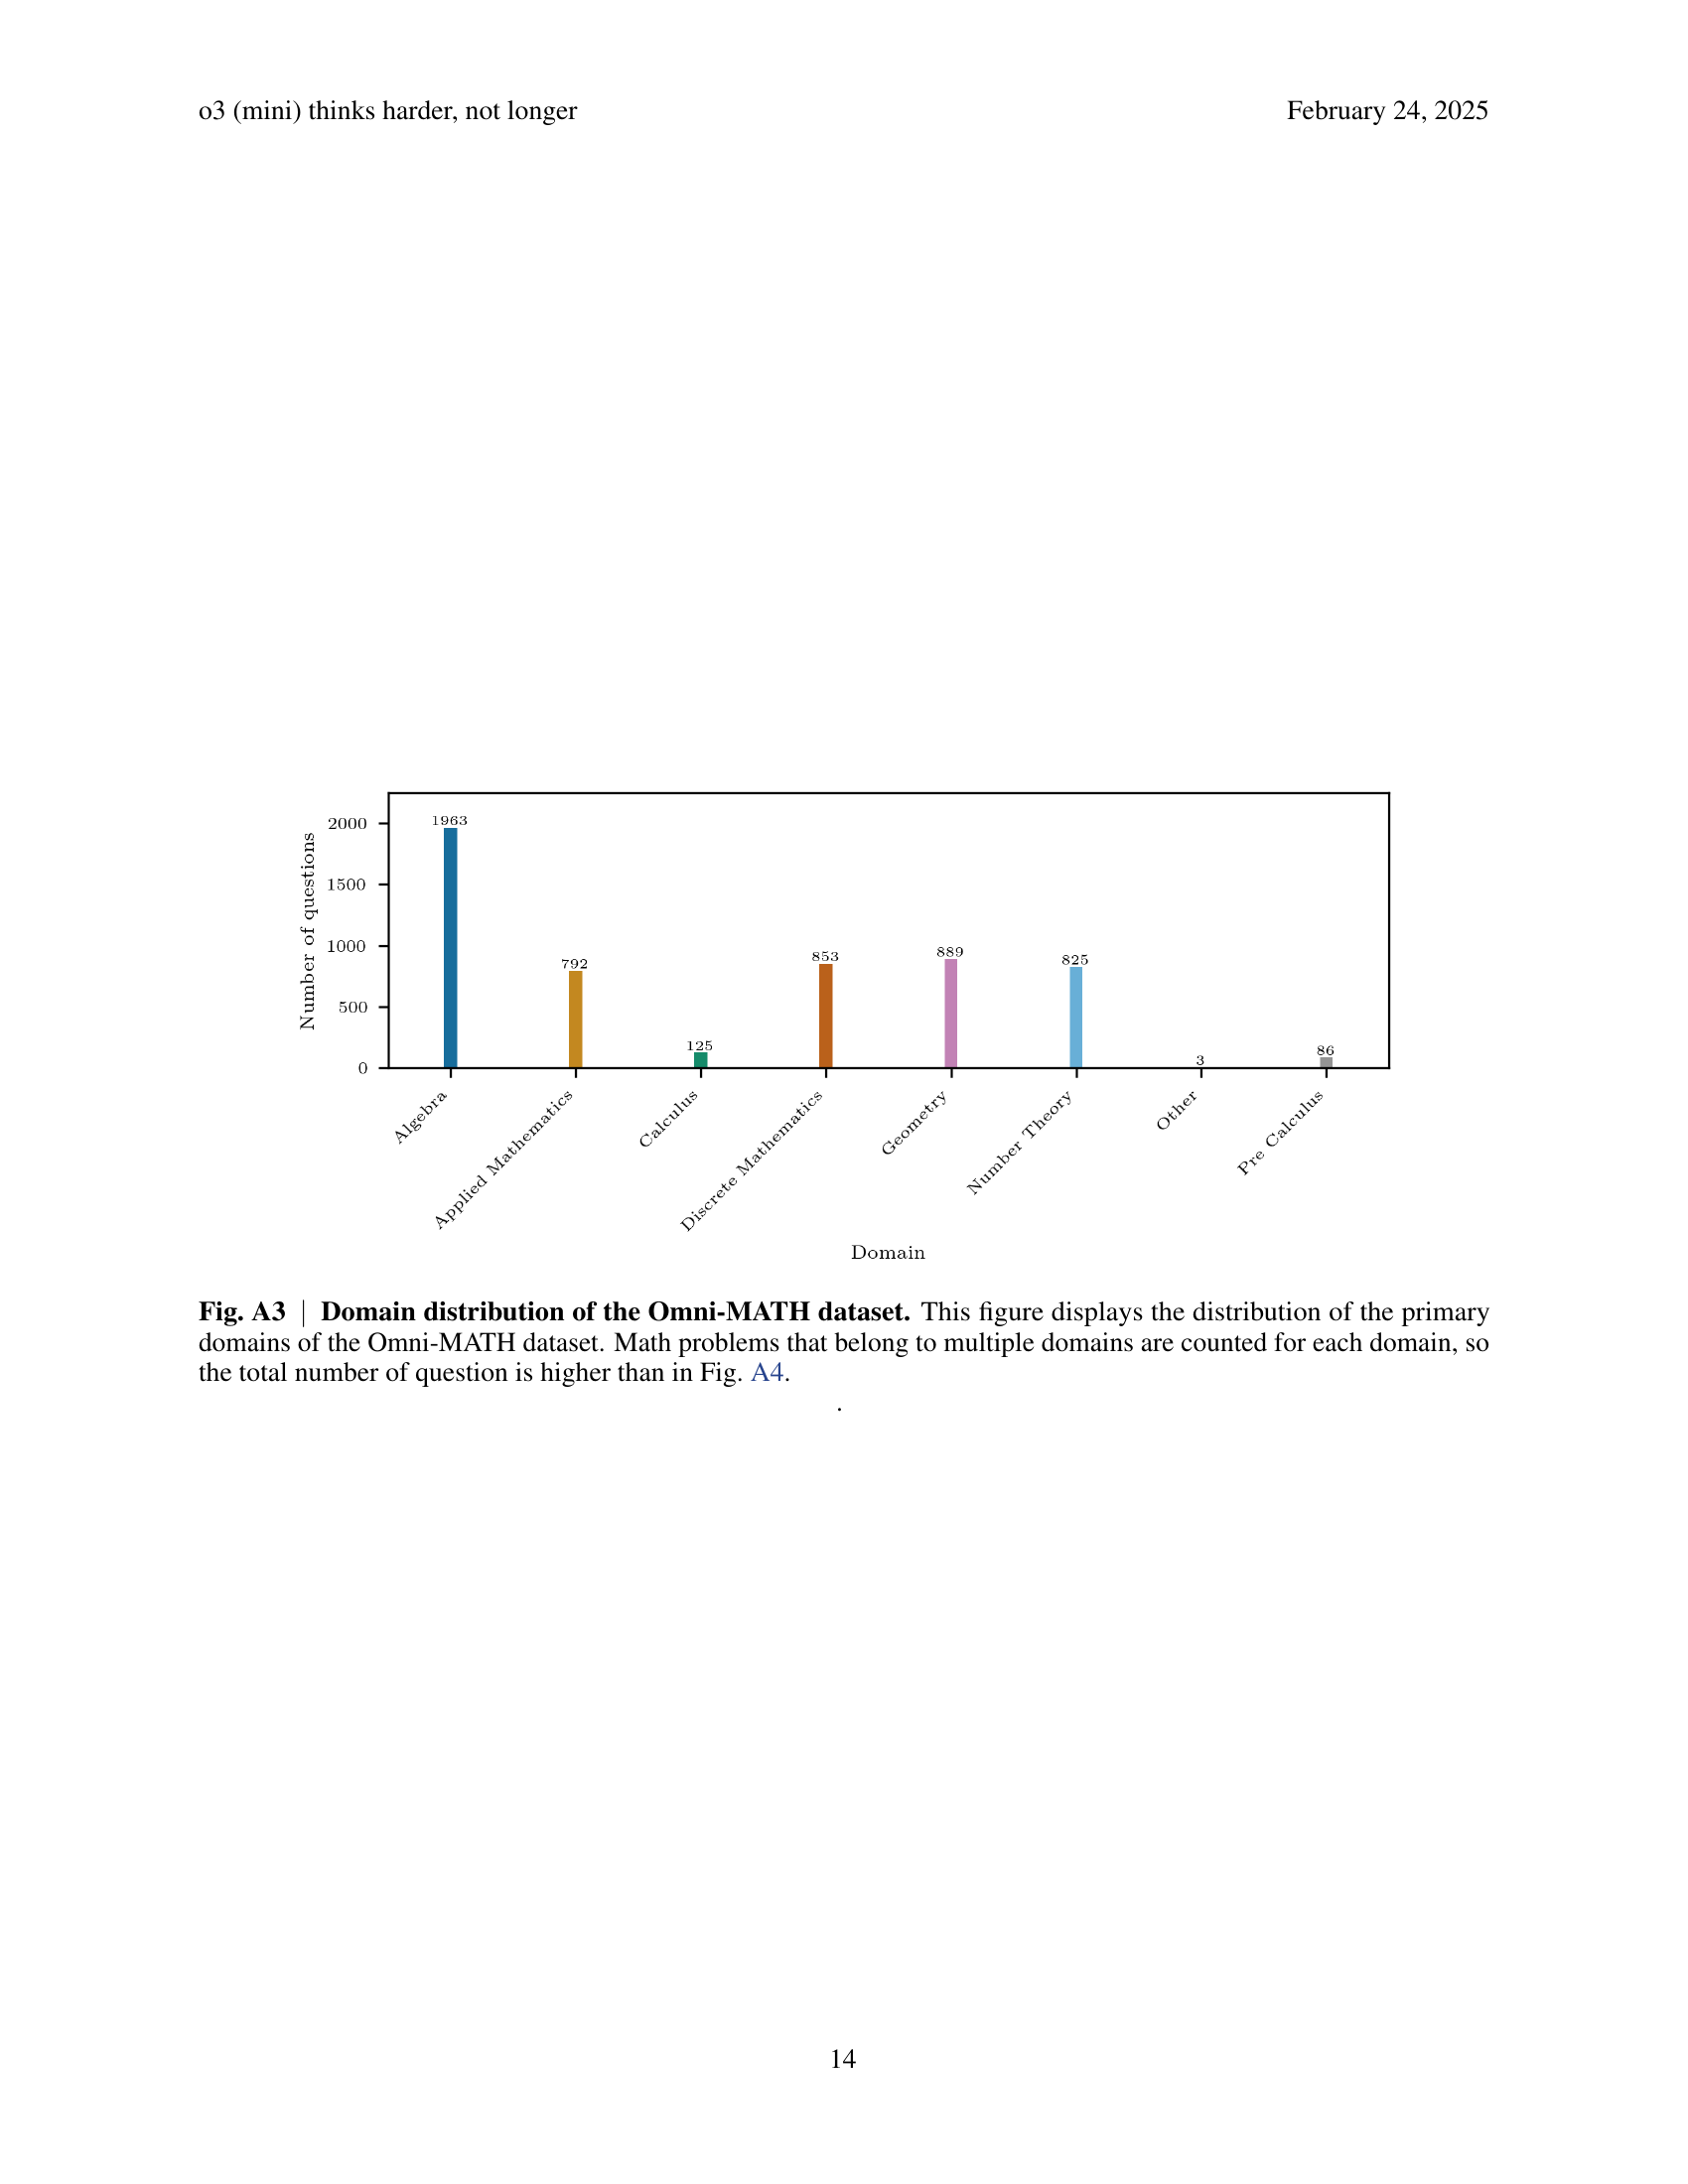 o3 (mini) thinks harder, not longer
February 24, 2025
Number of questions
2000
1500
1000
500
0
1963
792
125
853
889
825
3
86
Algebra
Applied Mathematics
Calculus
Discrete Mathematics
Geometry
Number Theory
Other
Pre Calculus
Domain
Fig. A3 | Domain distribution of the Omni-MATH dataset. This figure displays the distribution of the primary
domains of the Omni-MATH dataset. Math problems that belong to multiple domains are counted for each domain, so
the total number of question is higher than in Fig. A4.
.
14